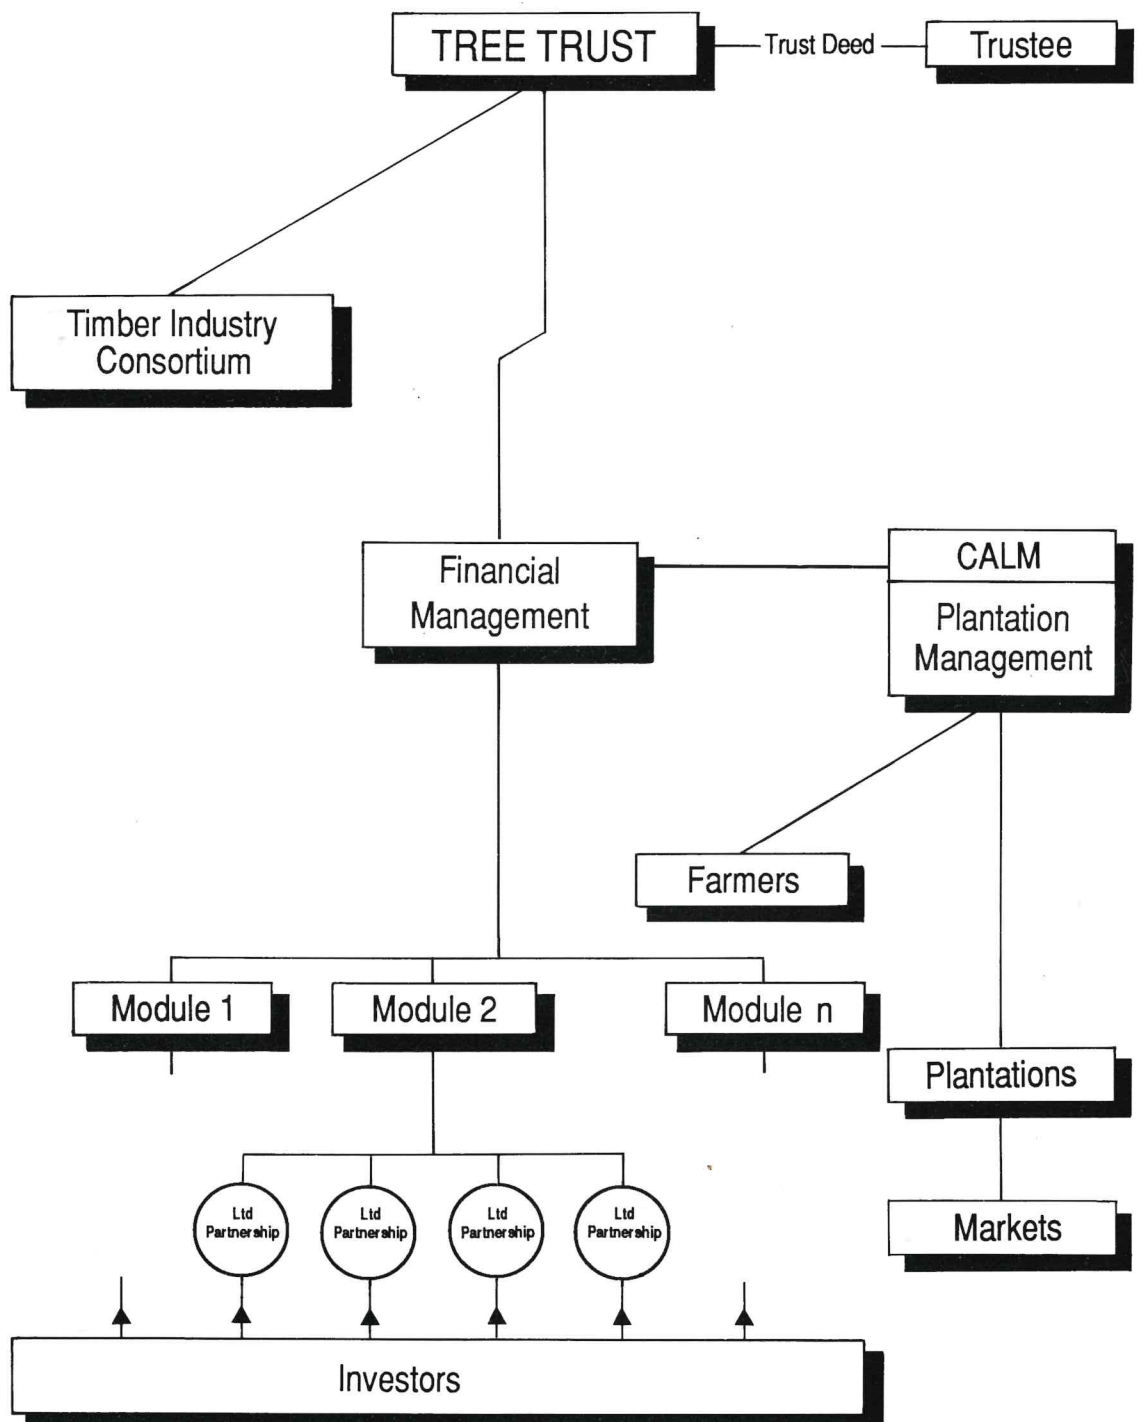 TREE TRUST
Trust Deed
Trustee
Timber Industry
Consortium
Financial
Management
CALM
Plantation
Management
Farmers
Module 1
Module 2
Module n
Plantations
Ltd
Partnership
Ltd
Partnership
Ltd
Partnership
Ltd
Partnership
Markets
Investors